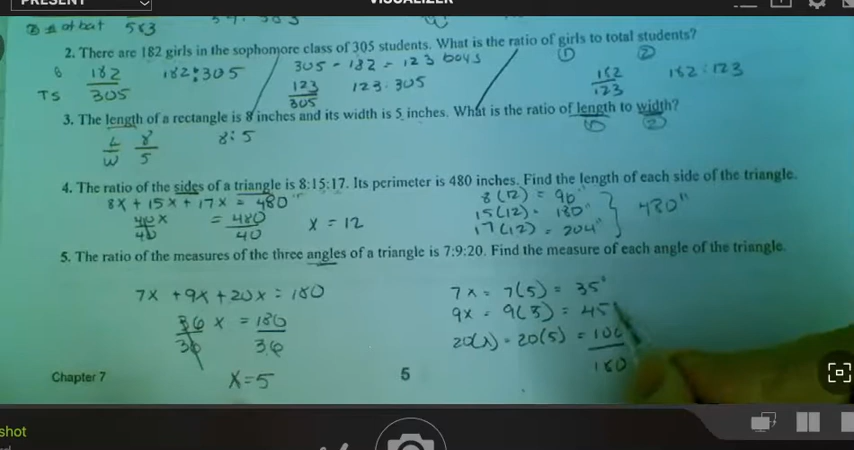 PRESENT
VISUALIZER
# of bat 563
2. There are 182 girls in the sophomore class of 305 students. What is the ratio of girls to total students?
G 182 182:305 305 - 182 = 123 boys 1 2
TS 305 123 123:305 182 182:123
305 123
3. The length of a rectangle is 8 inches and its width is 5 inches. What is the ratio of length to width?
L 8 8:5 1 2
W 5
4. The ratio of the sides of a triangle is 8:15:17. Its perimeter is 480 inches. Find the length of each side of the triangle.
8x + 15x + 17x = 480 8(12) = 96"
40x = 480 x = 12 15(12) = 180" 480"
40 40 17(12) = 204"
5. The ratio of the measures of the three angles of a triangle is 7:9:20. Find the measure of each angle of the triangle.
7x + 9x + 20x = 180 7x = 7(5) = 35°
36x = 180 9x = 9(5) = 45
36 36 20(x) = 20(5) = 100
x = 5 180
Chapter 7 5
shot